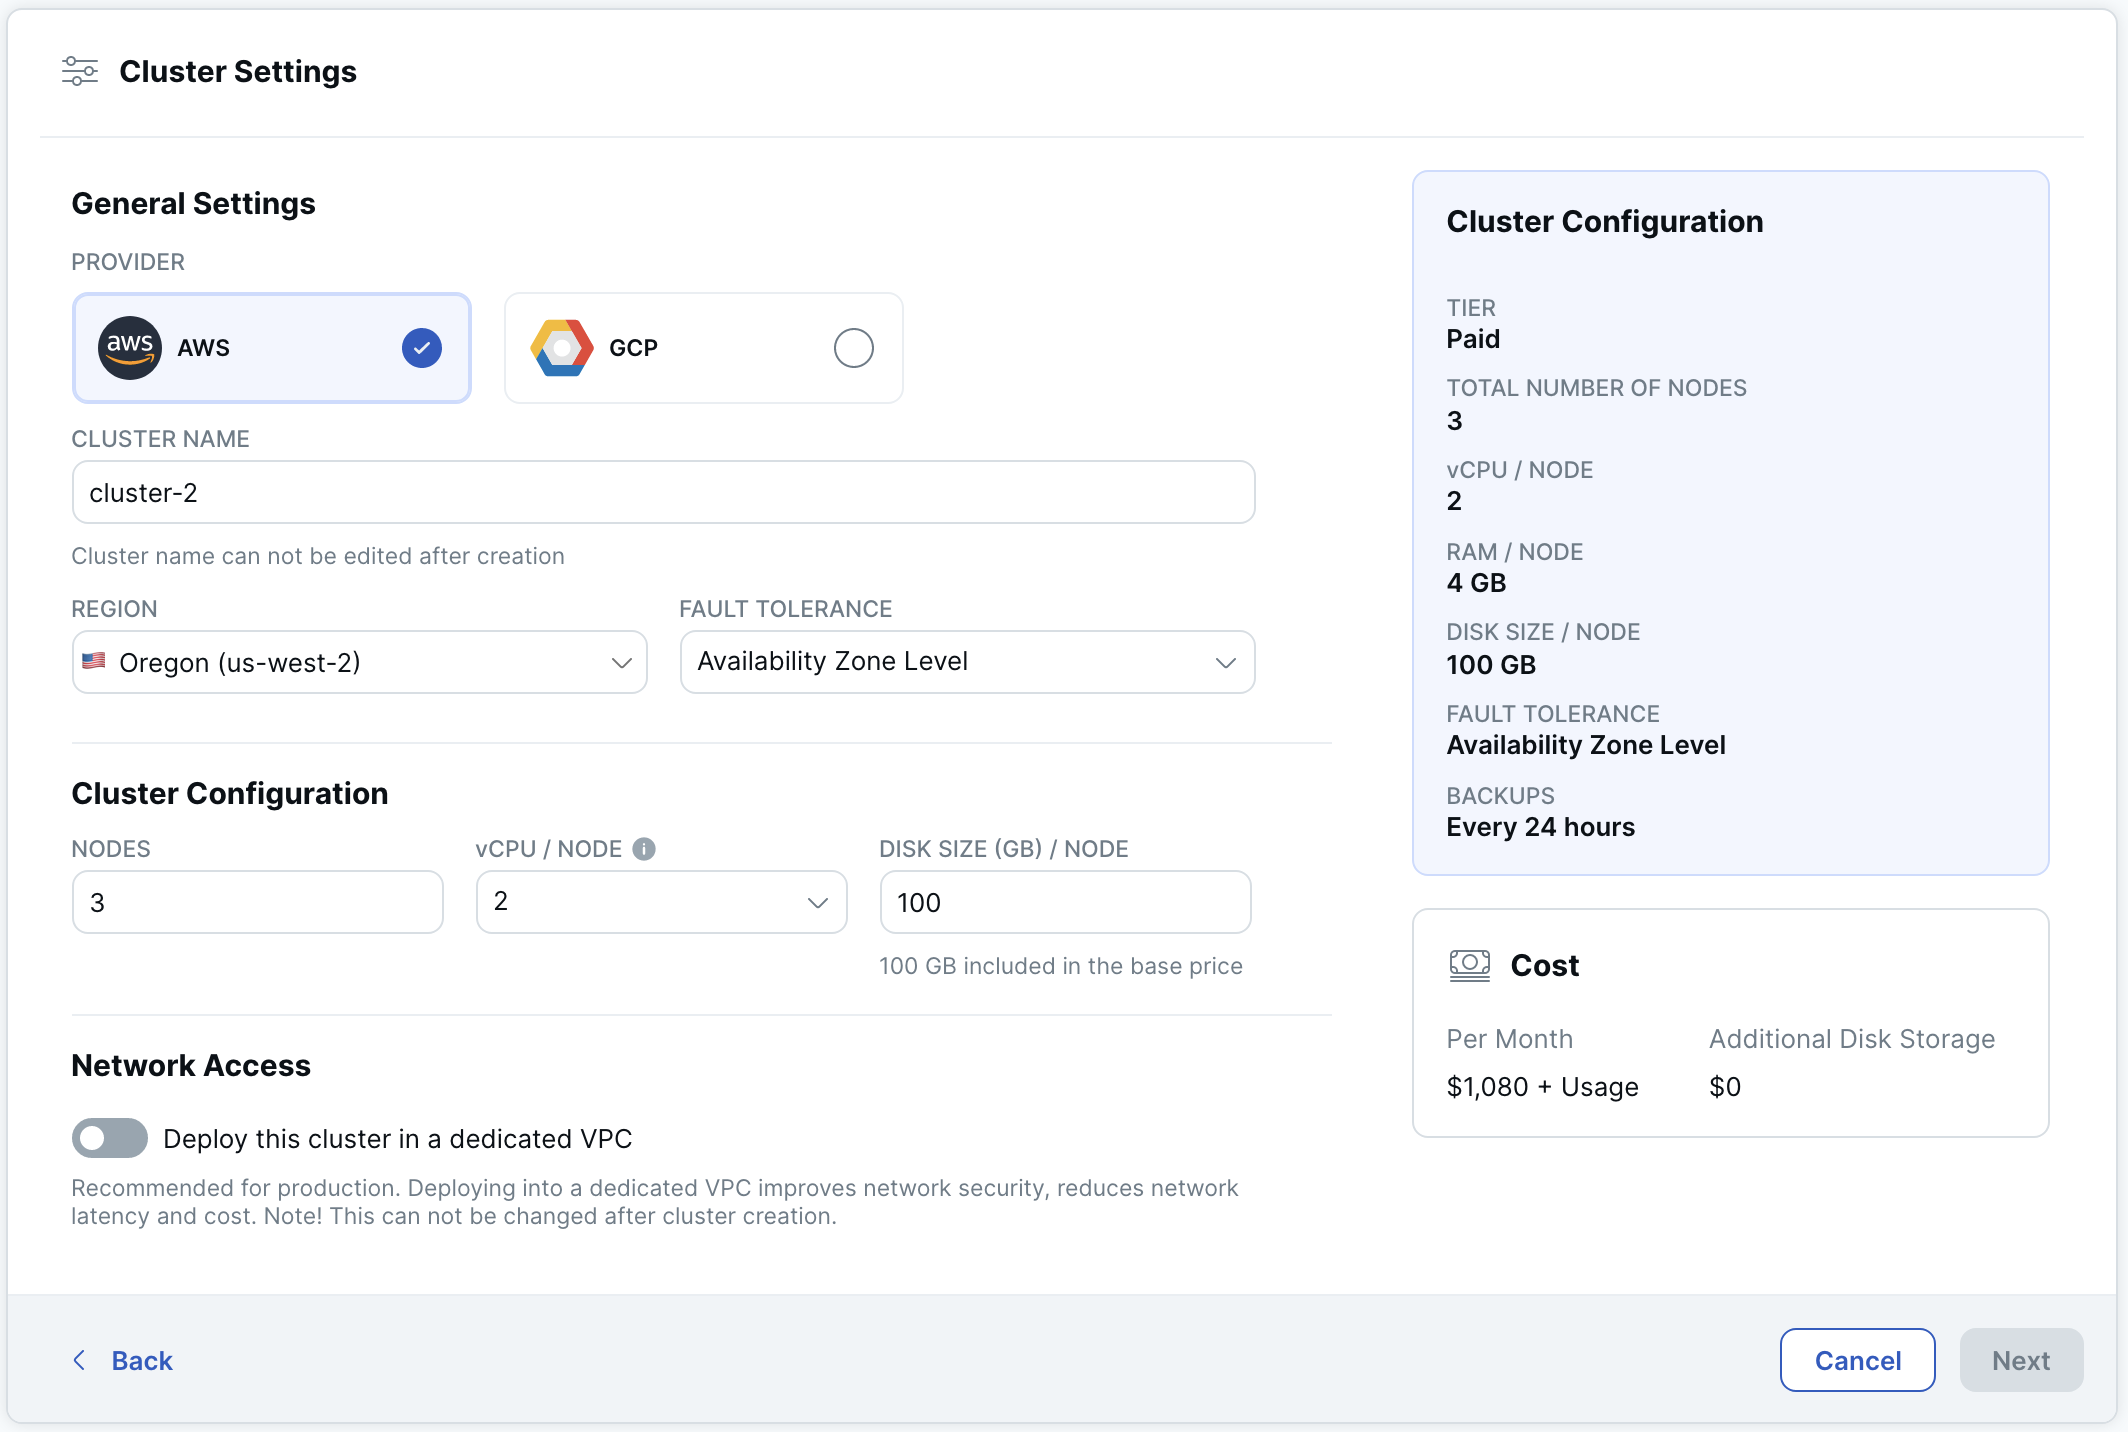 Cluster Settings
General Settings
PROVIDER
aws AWS
GCP
CLUSTER NAME
cluster-2
Cluster name can not be edited after creation
REGION
FAULT TOLERANCE
Oregon (us-west-2)
Availability Zone Level
Cluster Configuration
NODES
vCPU / NODE
DISK SIZE (GB) / NODE
3
2
100
100 GB included in the base price
Network Access
Deploy this cluster in a dedicated VPC
Recommended for production. Deploying into a dedicated VPC improves network security, reduces network
latency and cost. Note! This can not be changed after cluster creation.
Cluster Configuration
TIER
Paid
TOTAL NUMBER OF NODES
3
vCPU / NODE
2
RAM / NODE
4 GB
DISK SIZE / NODE
100 GB
FAULT TOLERANCE
Availability Zone Level
BACKUPS
Every 24 hours
Cost
Per Month
Additional Disk Storage
$1,080 + Usage
$0
Back
Cancel
Next